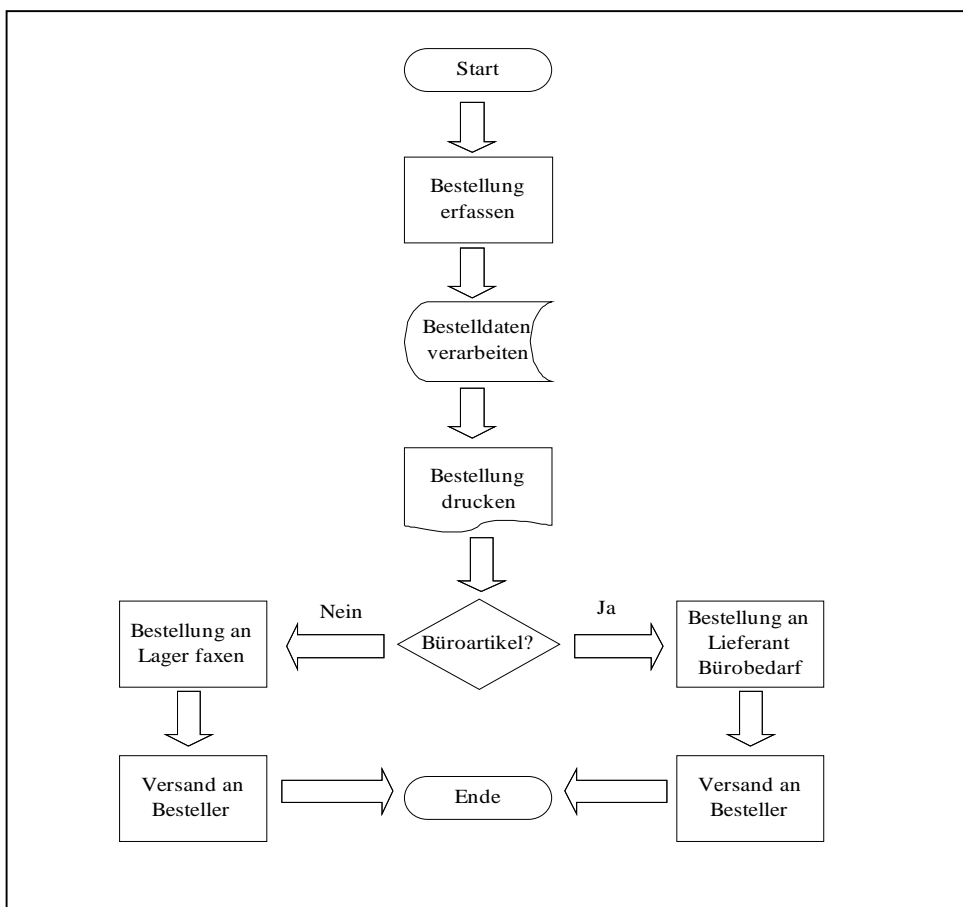 Start
Bestellung
erfassen
Bestelldaten
verarbeiten
Bestellung
drucken
Nein
Ja
Bestellung an
Lager faxen
Büroartikel?
Bestellung an
Lieferant
Bürobedarf
Versand an
Besteller
Ende
Versand an
Besteller